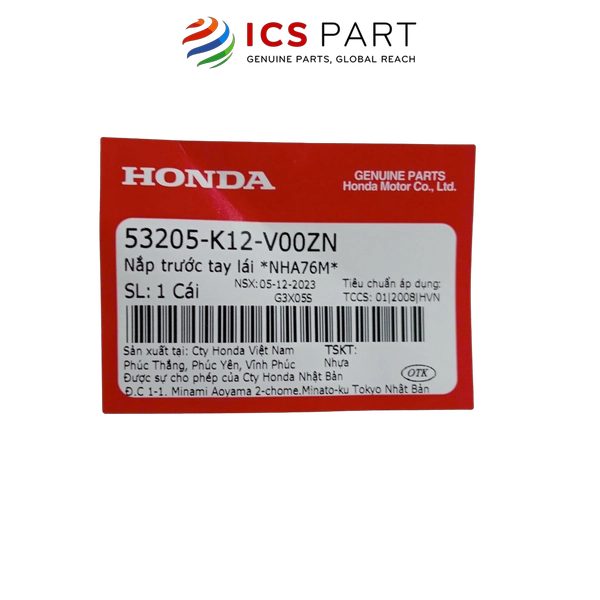 ICS PART
GENUINE PARTS, GLOBAL REACH
HONDA
GENUINE PARTS
Honda Motor Co., Ltd.
53205-K12-V00ZN
Nắp trước tay lái *NHA76M*
SL: 1 Cái
NSX: 05-12-2023
G3X05S
Tiêu chuẩn áp dụng:
TCCS: 01|2008|HVN
Sản xuất tại: Cty Honda Việt Nam
Phúc Thắng, Phúc Yên, Vĩnh Phúc
Được sự cho phép của Cty Honda Nhật Bản
Đ.C 1-1. Minami Aoyama 2-chome.Minato-ku Tokyo Nhật Bản
TSKT:
Nhựa
OTK